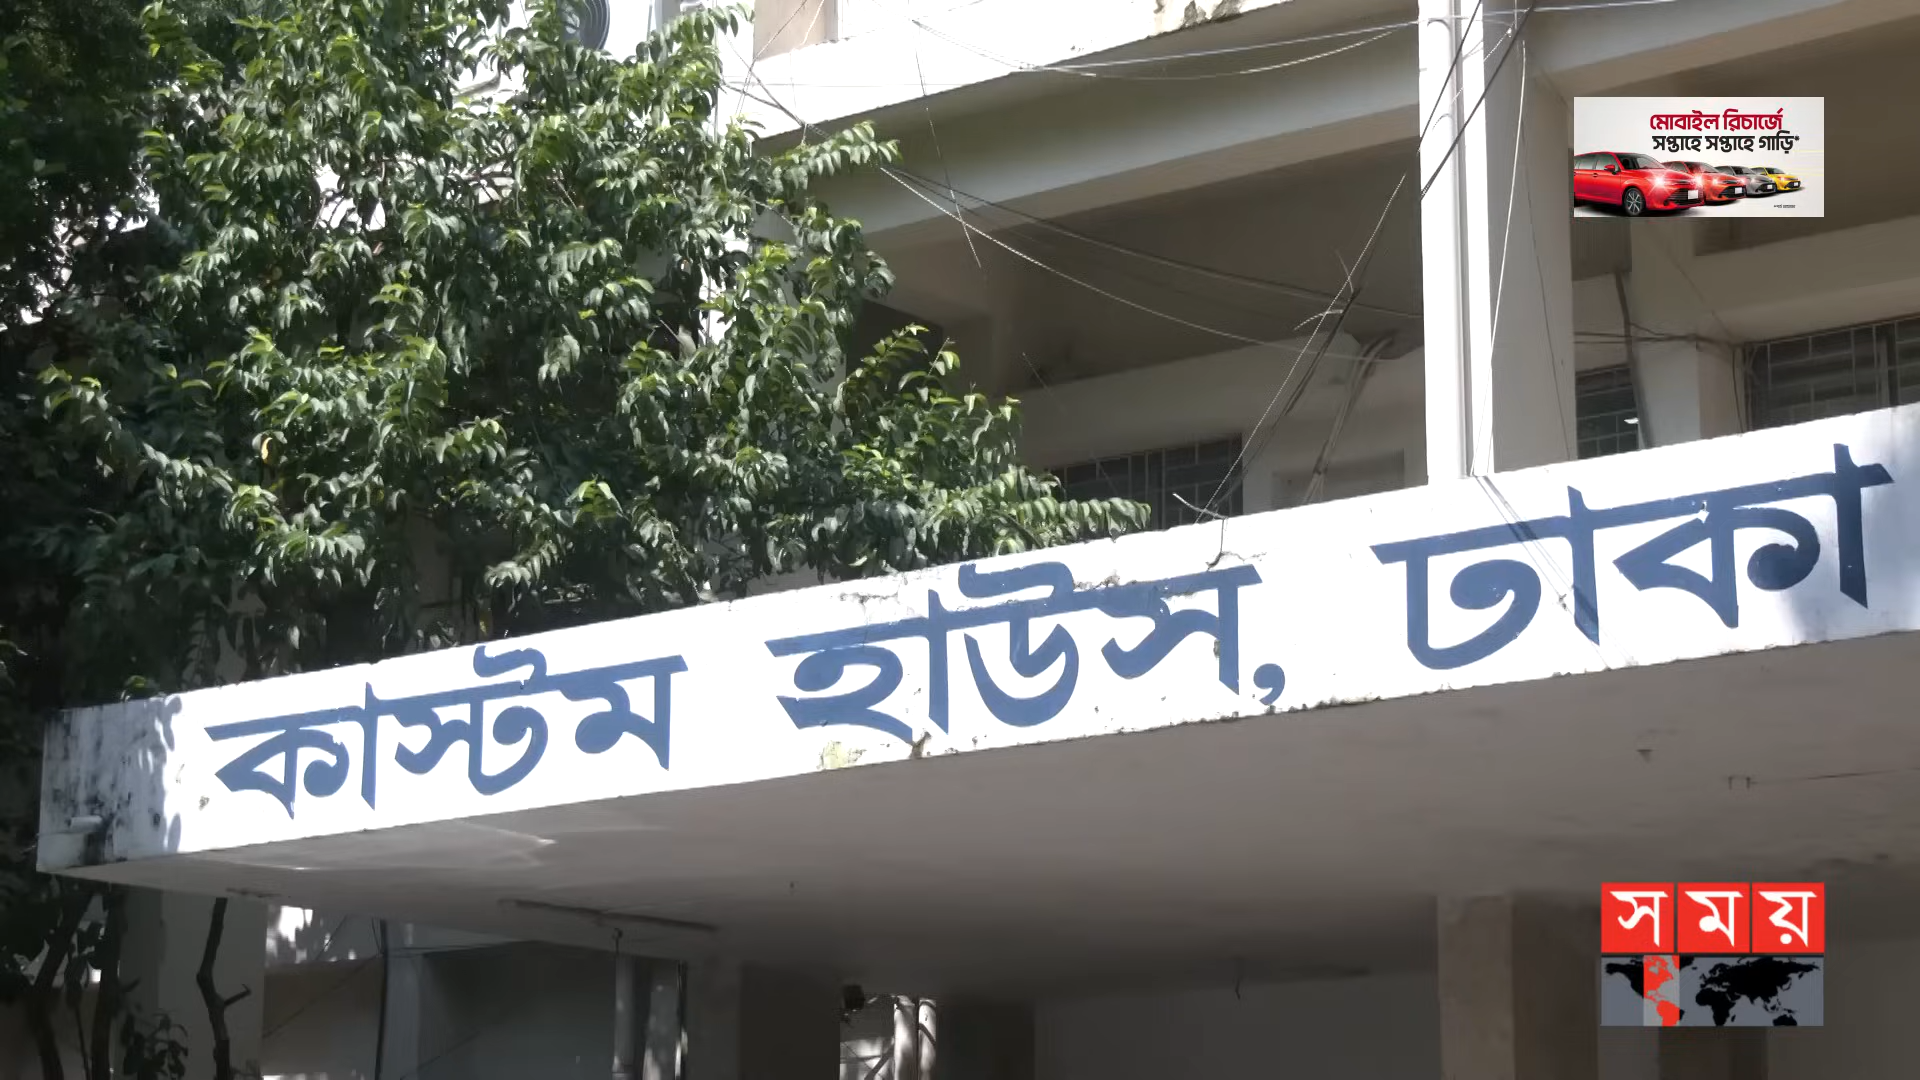 মোবাইল রিচার্জে
সপ্তাহে সপ্তাহে গাড়ি*
কাস্টম হাউস, ঢাকা
সময়